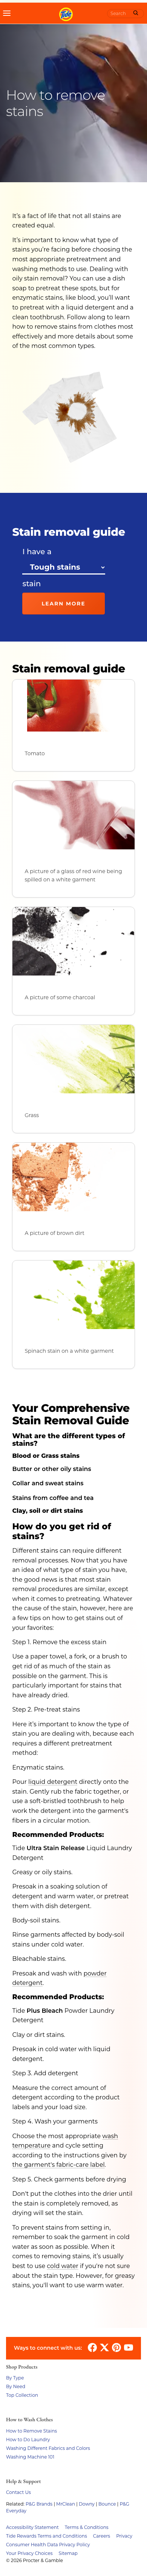 Tide
Search
How to remove
stains
It's a fact of life that not all stains are
created equal.
It's important to know what type of
stains you're facing before choosing the
most appropriate pretreatment and
washing methods to use. Dealing with
oily stain removal? You can use a dish
soap to pretreat these spots, but for
enzymatic stains, like blood, you'll want
to pretreat with a liquid detergent and a
clean toothbrush. Follow along to learn
how to remove stains from clothes most
effectively and more details about some
of the most common types.
Stain removal guide
I have a
Tough stains
stain
LEARN MORE
Stain removal guide
Tomato
A picture of a glass of red wine being
spilled on a white garment
A picture of some charcoal
Grass
A picture of brown dirt
Spinach stain on a white garment
Your Comprehensive
Stain Removal Guide
What are the different types of
stains?
Blood or Grass stains
Butter or other oily stains
Collar and sweat stains
Stains from coffee and tea
Clay, soil or dirt stains
How do you get rid of
stains?
Different stains can require different
removal processes. Now that you have
an idea of what type of stain you have,
the good news is that most stain
removal procedures are similar, except
when it comes to pretreating. Whatever
the cause of the stain, however, here are
a few tips on how to get stains out of
your favorites:
Step 1. Remove the excess stain
Use a paper towel, a fork, or a brush to
get rid of as much of the stain as
possible on the garment. This is
particularly important for stains that
have already dried.
Step 2. Pre-treat stains
Here it's important to know the type of
stain you are dealing with, because each
requires a different pretreatment
method:
Enzymatic stains.
Pour liquid detergent directly onto the
stain. Gently rub the fabric together, or
use a soft-bristled toothbrush to help
work the detergent into the garment's
fibers in a circular motion.
Recommended Products:
Tide Ultra Stain Release Liquid Laundry
Detergent
Greasy or oily stains.
Presoak in a soaking solution of
detergent and warm water, or pretreat
them with dish detergent.
Body-soil stains.
Rinse garments affected by body-soil
stains under cold water.
Bleachable stains.
Presoak and wash with powder
detergent.
Recommended Products:
Tide Plus Bleach Powder Laundry
Detergent
Clay or dirt stains.
Presoak in cold water with liquid
detergent.
Step 3. Add detergent
Measure the correct amount of
detergent according to the product
labels and your load size.
Step 4. Wash your garments
Choose the most appropriate wash
temperature and cycle setting
according to the instructions given by
the garment's fabric-care label.
Step 5. Check garments before drying
Don't put the clothes into the drier until
the stain is completely removed, as
drying will set the stain.
To prevent stains from setting in,
remember to soak the garment in cold
water as soon as possible. When it
comes to removing stains, it's usually
best to use cold water if you're not sure
about the stain type. However, for greasy
stains, you'll want to use warm water.
Ways to connect with us:
Shop Products
By Type
By Need
Top Collection
How to Wash Clothes
How to Remove Stains
How to Do Laundry
Washing Different Fabrics and Colors
Washing Machine 101
Help & Support
Contact Us
Related: P&G Brands | MrClean | Downy | Bounce | P&G
Everyday
Accessibility Statement Terms & Conditions
Tide Rewards Terms and Conditions Careers Privacy
Consumer Health Data Privacy Policy
Your Privacy Choices Sitemap
© 2026 Procter & Gamble